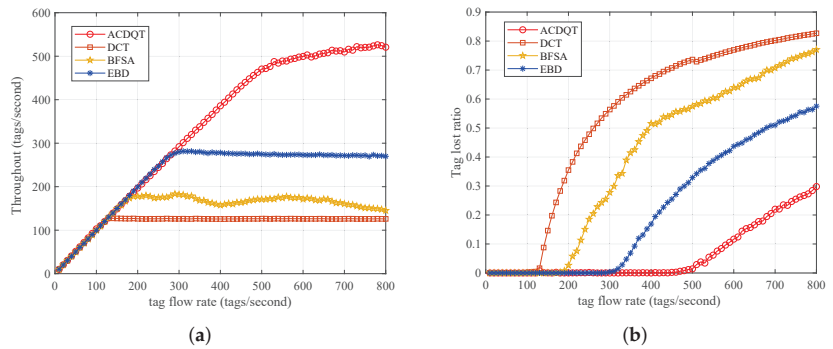 600
500
400
300
200
100
0
0 100 200 300 400 500 600 700 800
Throughout (tags/second)
tag flow rate (tags/second)
ACDQT
DCT
BFSA
EBD
(a)
0.9
0.8
0.7
0.6
0.5
0.4
0.3
0.2
0.1
0
0 100 200 300 400 500 600 700 800
Tag lost ratio
tag flow rate (tags/second)
ACDQT
DCT
BFSA
EBD
(b)